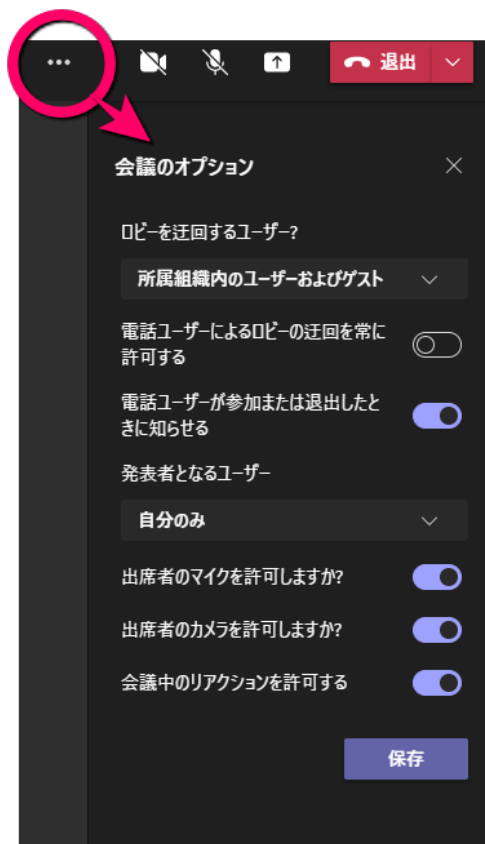 退出
会議のオプション
ロビーを迂回するユーザー?
所属組織内のユーザーおよびゲスト
電話ユーザーによるロビーの迂回を常に
許可する
電話ユーザーが参加または退出したと
きに知らせる
発表者となるユーザー
自分のみ
出席者のマイクを許可しますか?
出席者のカメラを許可しますか?
会議中のリアクションを許可する
保存